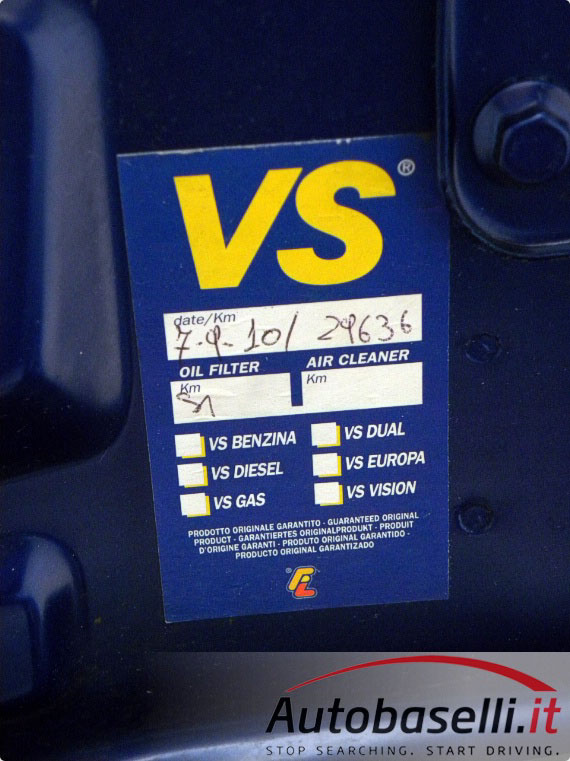 VS®
date/Km
7-9-10/ 29636
OIL FILTER AIR CLEANER
Km Km
SI
VS BENZINA VS DUAL
VS DIESEL VS EUROPA
VS GAS VS VISION
PRODOTTO ORIGINALE GARANTITO - GUARANTEED ORIGINAL
PRODUCT - GARANTIERTES ORIGINALPRODUKT - PRODUIT
D'ORIGINE GARANTI - PRODUTO ORIGINAL GARANTIDO -
PRODUCTO ORIGINAL GARANTIZADO
® FL
Autobaselli.it
STOP SEARCHING. START DRIVING.